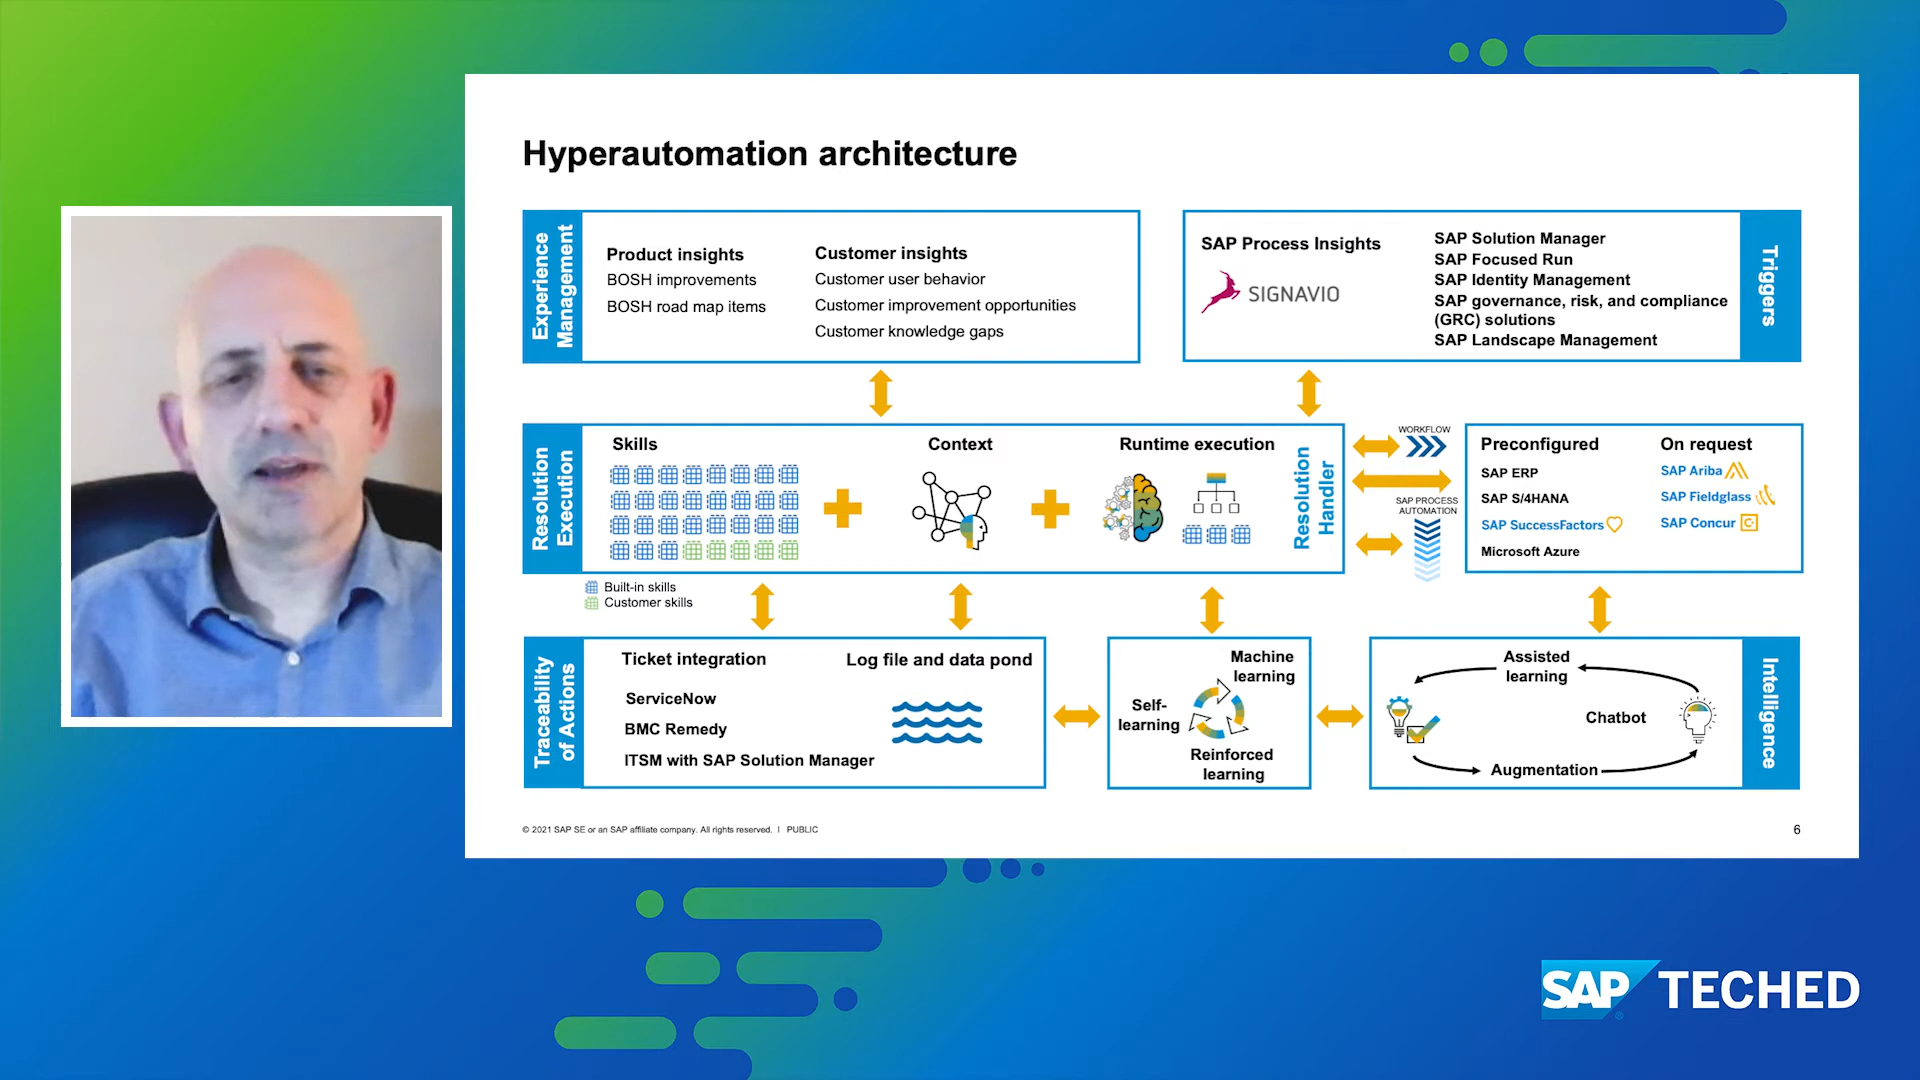 Hyperautomation architecture
Experience
Management
Product insights
BOSH improvements
BOSH road map items
Customer insights
Customer user behavior
Customer improvement opportunities
Customer knowledge gaps
SAP Process Insights
SIGNAVIO
SAP Solution Manager
SAP Focused Run
SAP Identity Management
SAP governance, risk, and compliance
(GRC) solutions
SAP Landscape Management
Triggers
Resolution
Execution
Skills
Context
Runtime execution
Resolution
Handler
WORKFLOW
SAP PROCESS
AUTOMATION
Preconfigured
SAP ERP
SAP S/4HANA
SAP SuccessFactors
Microsoft Azure
On request
SAP Ariba
SAP Fieldglass
SAP Concur
Built-in skills
Customer skills
Traceability
of Actions
Ticket integration
ServiceNow
BMC Remedy
ITSM with SAP Solution Manager
Log file and data pond
Machine
learning
Self-
learning
Reinforced
learning
Assisted
learning
Chatbot
Augmentation
Intelligence
© 2021 SAP SE or an SAP affiliate company. All rights reserved. | PUBLIC
6
SAP TECHED